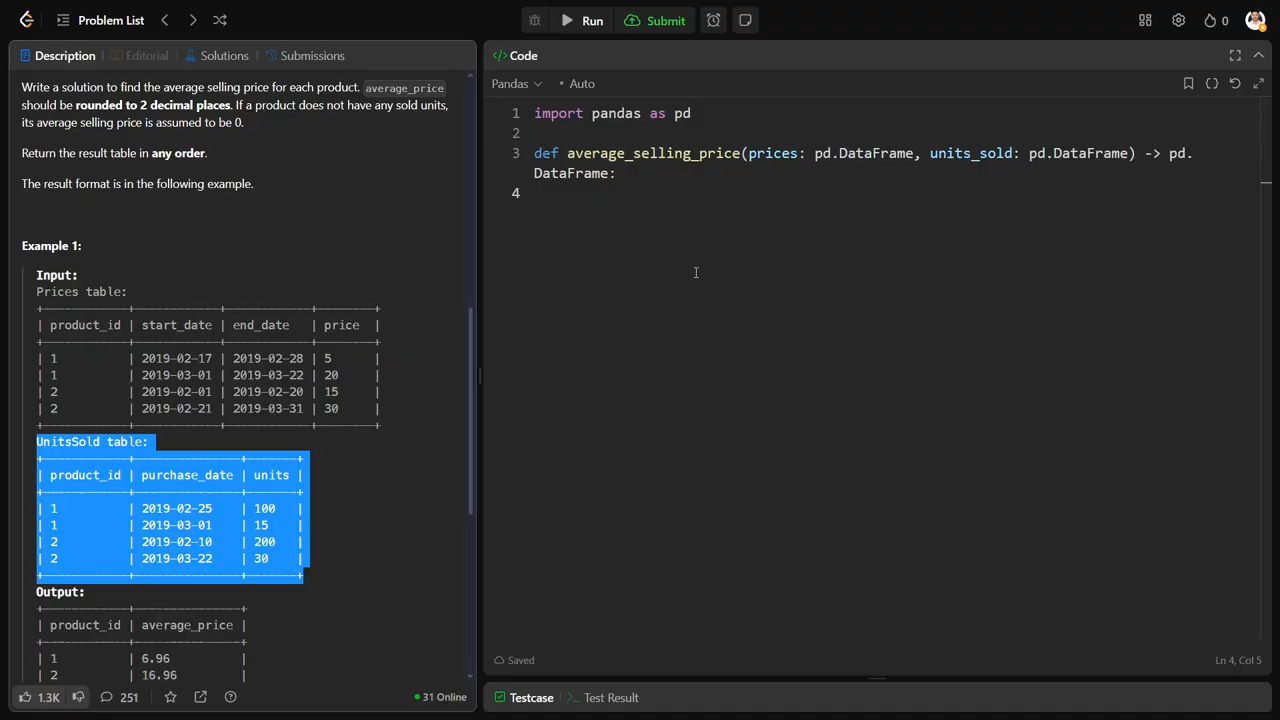 Problem List
Run
Submit
0
Description
Editorial
Solutions
Submissions
Write a solution to find the average selling price for each product. average_price
should be rounded to 2 decimal places. If a product does not have any sold units,
its average selling price is assumed to be 0.
Return the result table in any order.
The result format is in the following example.
Example 1:
Input:
Prices table:
+------------+------------+------------+--------+
| product_id | start_date | end_date   | price  |
+------------+------------+------------+--------+
| 1          | 2019-02-17 | 2019-02-28 | 5      |
| 1          | 2019-03-01 | 2019-03-22 | 20     |
| 2          | 2019-02-01 | 2019-02-20 | 15     |
| 2          | 2019-02-21 | 2019-03-31 | 30     |
+------------+------------+------------+--------+
UnitsSold table:
+------------+---------------+-------+
| product_id | purchase_date | units |
+------------+---------------+-------+
| 1          | 2019-02-25    | 100   |
| 1          | 2019-03-01    | 15    |
| 2          | 2019-02-10    | 200   |
| 2          | 2019-03-22    | 30    |
+------------+---------------+-------+
Output:
+------------+---------------+
| product_id | average_price |
+------------+---------------+
| 1          | 6.96          |
| 2          | 16.96         |
1.3K
251
31 Online
</> Code
Pandas
• Auto
1 import pandas as pd
2
3 def average_selling_price(prices: pd.DataFrame, units_sold: pd.DataFrame) -> pd.
DataFrame:
4
Saved
Ln 4, Col 5
Testcase
>_ Test Result